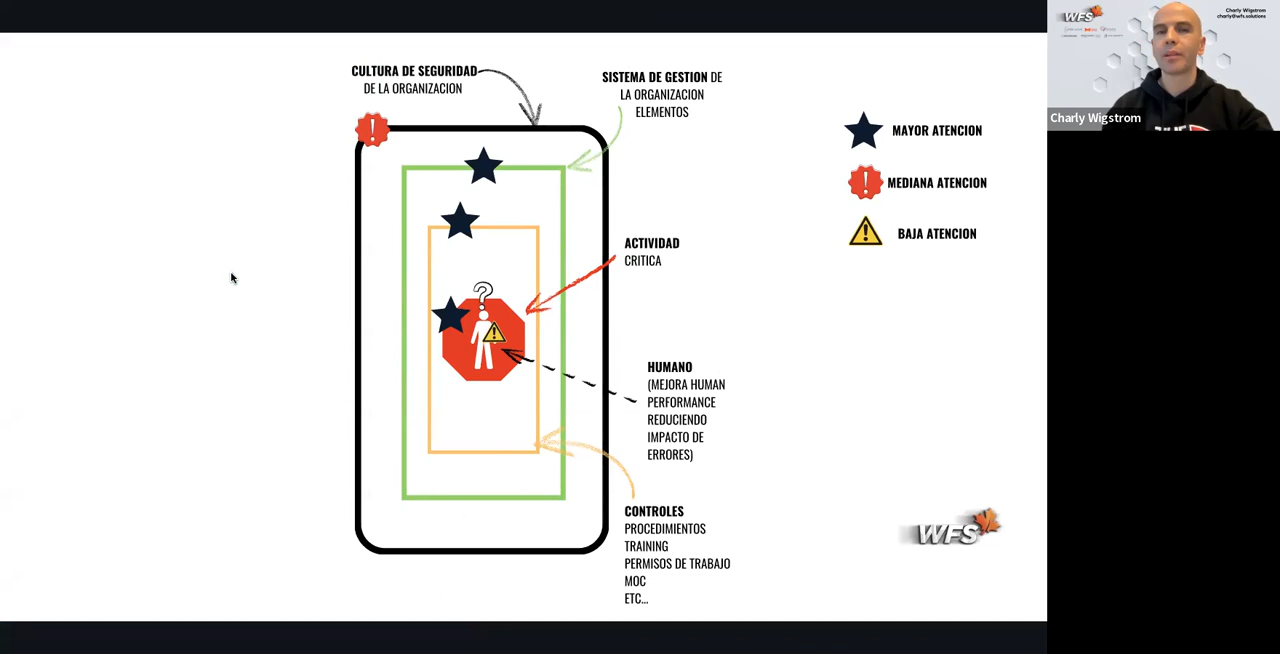 CULTURA DE SEGURIDAD
DE LA ORGANIZACION
SISTEMA DE GESTION DE
LA ORGANIZACION
ELEMENTOS
MAYOR ATENCION
MEDIANA ATENCION
BAJA ATENCION
ACTIVIDAD
CRITICA
?
HUMANO
(MEJORA HUMAN
PERFORMANCE
REDUCIENDO
IMPACTO DE
ERRORES)
CONTROLES
PROCEDIMIENTOS
TRAINING
PERMISOS DE TRABAJO
MOC
ETC...
WFS
WFS
Charly Wigstrom
charly@wfs.solutions
Charly Wigstrom